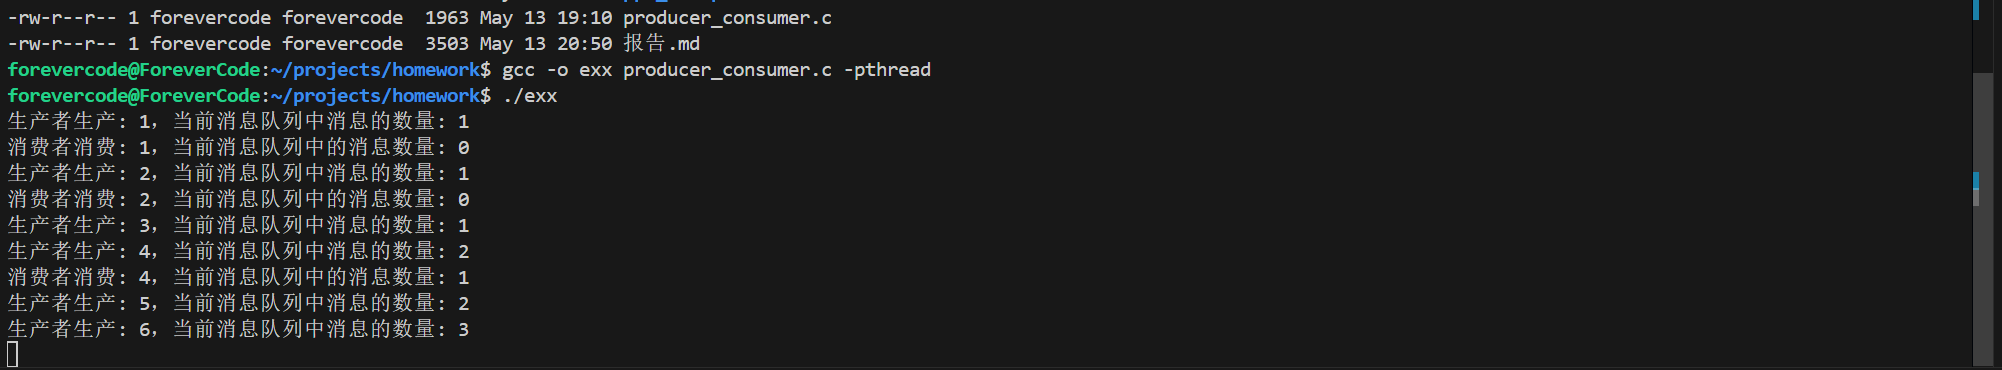 -rw-r--r-- 1 forevercode forevercode  1963 May 13 19:10 producer_consumer.c
-rw-r--r-- 1 forevercode forevercode  3503 May 13 20:50 报告.md
forevercode@ForeverCode:~/projects/homework$ gcc -o exx producer_consumer.c -pthread
forevercode@ForeverCode:~/projects/homework$ ./exx
生产者生产: 1, 当前消息队列中消息的数量: 1
消费者消费: 1, 当前消息队列中的消息数量: 0
生产者生产: 2, 当前消息队列中消息的数量: 1
消费者消费: 2, 当前消息队列中的消息数量: 0
生产者生产: 3, 当前消息队列中消息的数量: 1
生产者生产: 4, 当前消息队列中消息的数量: 2
消费者消费: 4, 当前消息队列中的消息数量: 1
生产者生产: 5, 当前消息队列中消息的数量: 2
生产者生产: 6, 当前消息队列中消息的数量: 3